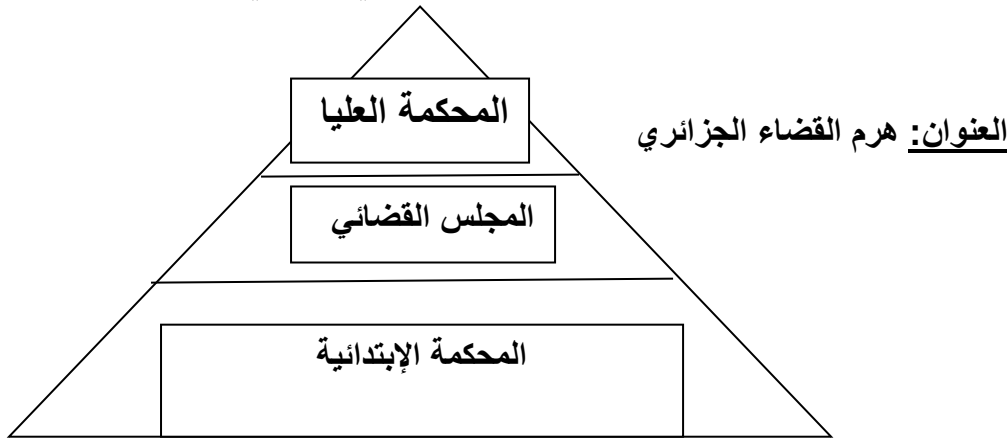 المحكمة العليا
العنوان: هرم القضاء الجزائري
المجلس القضائي
المحكمة الإبتدائية